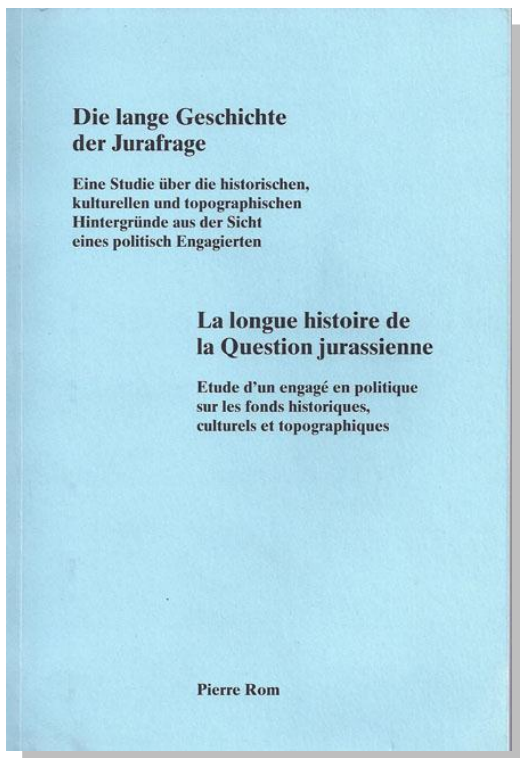 Die lange Geschichte
der Jurafrage
Eine Studie über die historischen,
kulturellen und topographischen
Hintergründe aus der Sicht
eines politisch Engagierten
La longue histoire de
la Question jurassienne
Etude d'un engagé en politique
sur les fonds historiques,
culturels et topographiques
Pierre Rom